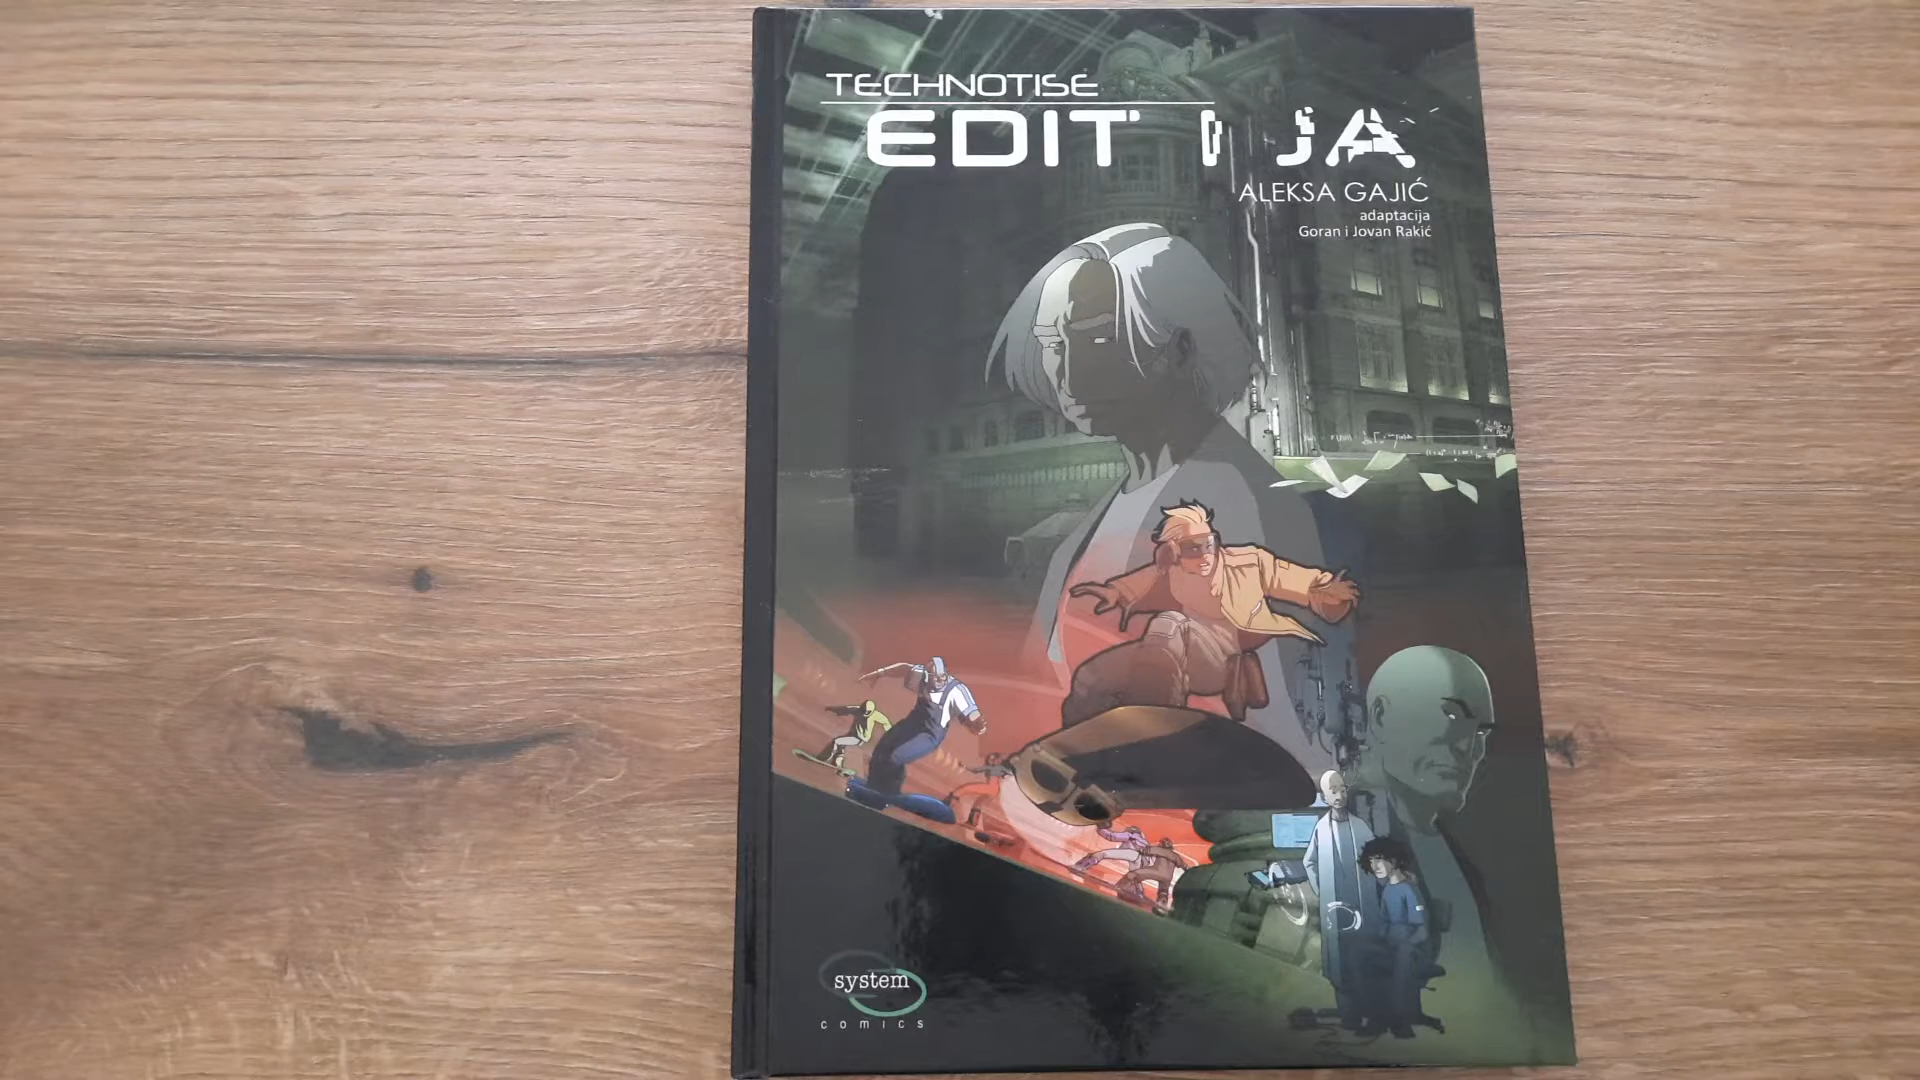 TECHNOTISE
EDIT I JA
ALEKSA GAJIĆ
adaptacija
Goran i Jovan Rakić
system
comics